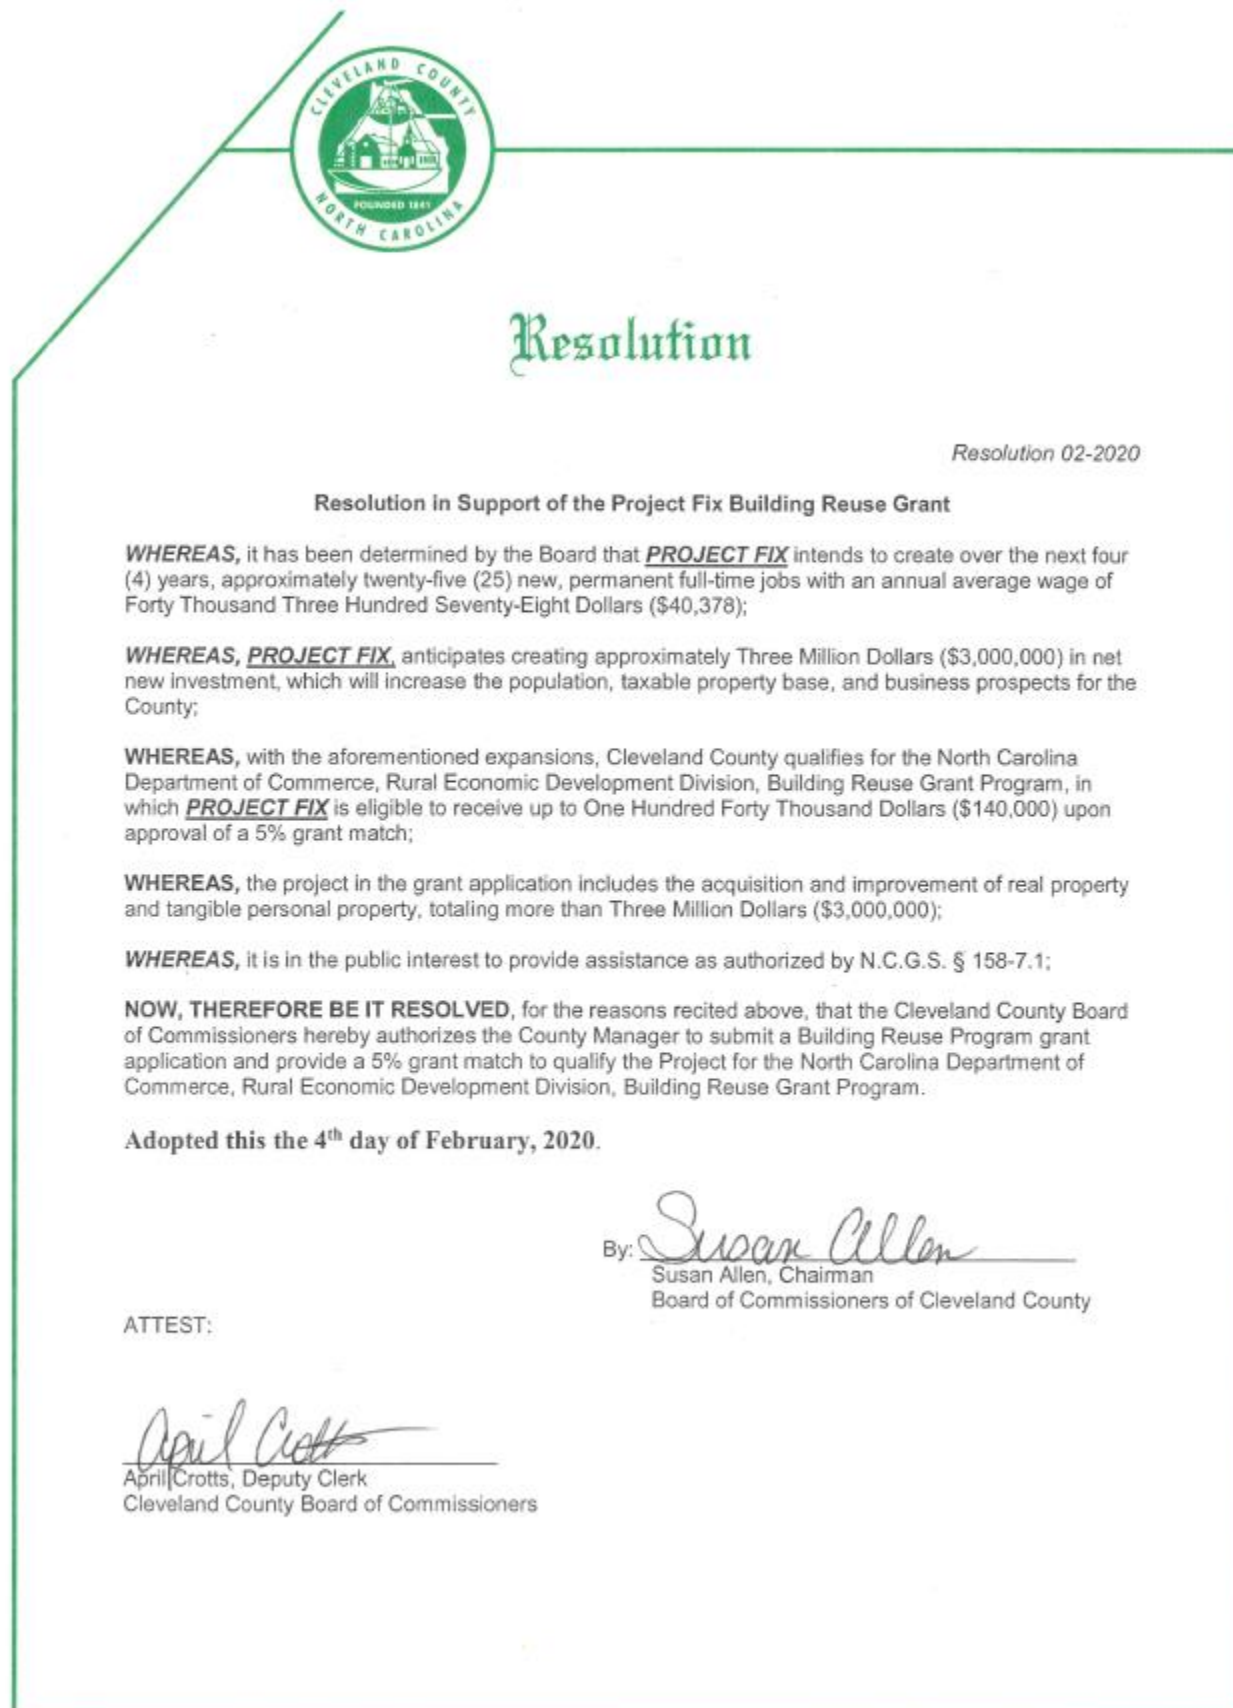 CLEVELAND COUNTY
FOUNDED 1841
NORTH CAROLINA
Resolution
Resolution 02-2020
Resolution in Support of the Project Fix Building Reuse Grant
WHEREAS, it has been determined by the Board that PROJECT FIX intends to create over the next four
(4) years, approximately twenty-five (25) new, permanent full-time jobs with an annual average wage of
Forty Thousand Three Hundred Seventy-Eight Dollars ($40,378);
WHEREAS, PROJECT FIX, anticipates creating approximately Three Million Dollars ($3,000,000) in net
new investment, which will increase the population, taxable property base, and business prospects for the
County;
WHEREAS, with the aforementioned expansions, Cleveland County qualifies for the North Carolina
Department of Commerce, Rural Economic Development Division, Building Reuse Grant Program, in
which PROJECT FIX is eligible to receive up to One Hundred Forty Thousand Dollars ($140,000) upon
approval of a 5% grant match;
WHEREAS, the project in the grant application includes the acquisition and improvement of real property
and tangible personal property, totaling more than Three Million Dollars ($3,000,000);
WHEREAS, it is in the public interest to provide assistance as authorized by N.C.G.S. § 158-7.1;
NOW, THEREFORE BE IT RESOLVED, for the reasons recited above, that the Cleveland County Board
of Commissioners hereby authorizes the County Manager to submit a Building Reuse Program grant
application and provide a 5% grant match to qualify the Project for the North Carolina Department of
Commerce, Rural Economic Development Division, Building Reuse Grant Program.
Adopted this the 4th day of February, 2020.
By: Susan Allen
Susan Allen, Chairman
Board of Commissioners of Cleveland County
ATTEST:
April Crotts
April Crotts, Deputy Clerk
Cleveland County Board of Commissioners